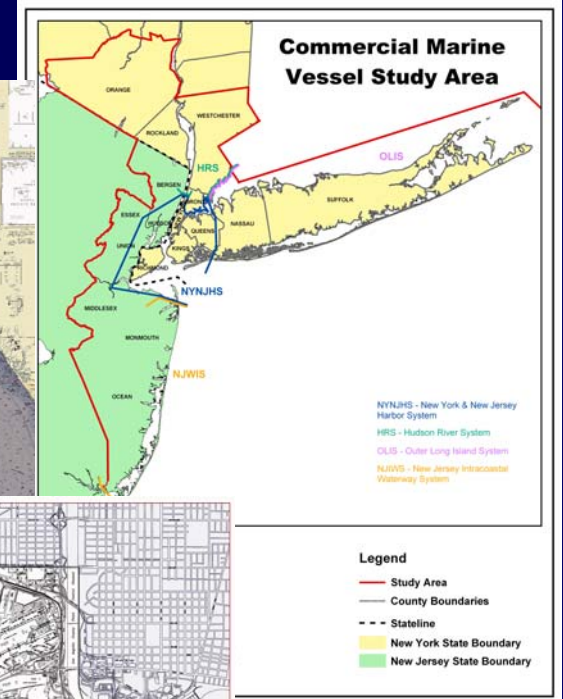 Commercial Marine
Vessel Study Area
ORANGE
WESTCHESTER
ROCKLAND
HRS
OLIS
BERGEN
BRONX
SUFFOLK
ESSEX
HUDSON
NASSAU
QUEENS
UNION
KINGS
RICHMOND
NYNJHS
MIDDLESEX
MONMOUTH
NJWIS
OCEAN
NYNJHS - New York & New Jersey
Harbor System
HRS - Hudson River System
OLIS - Outer Long Island System
NJIWS - New Jersey Intracoastal
Waterway System
Legend
Study Area
County Boundaries
Stateline
New York State Boundary
New Jersey State Boundary